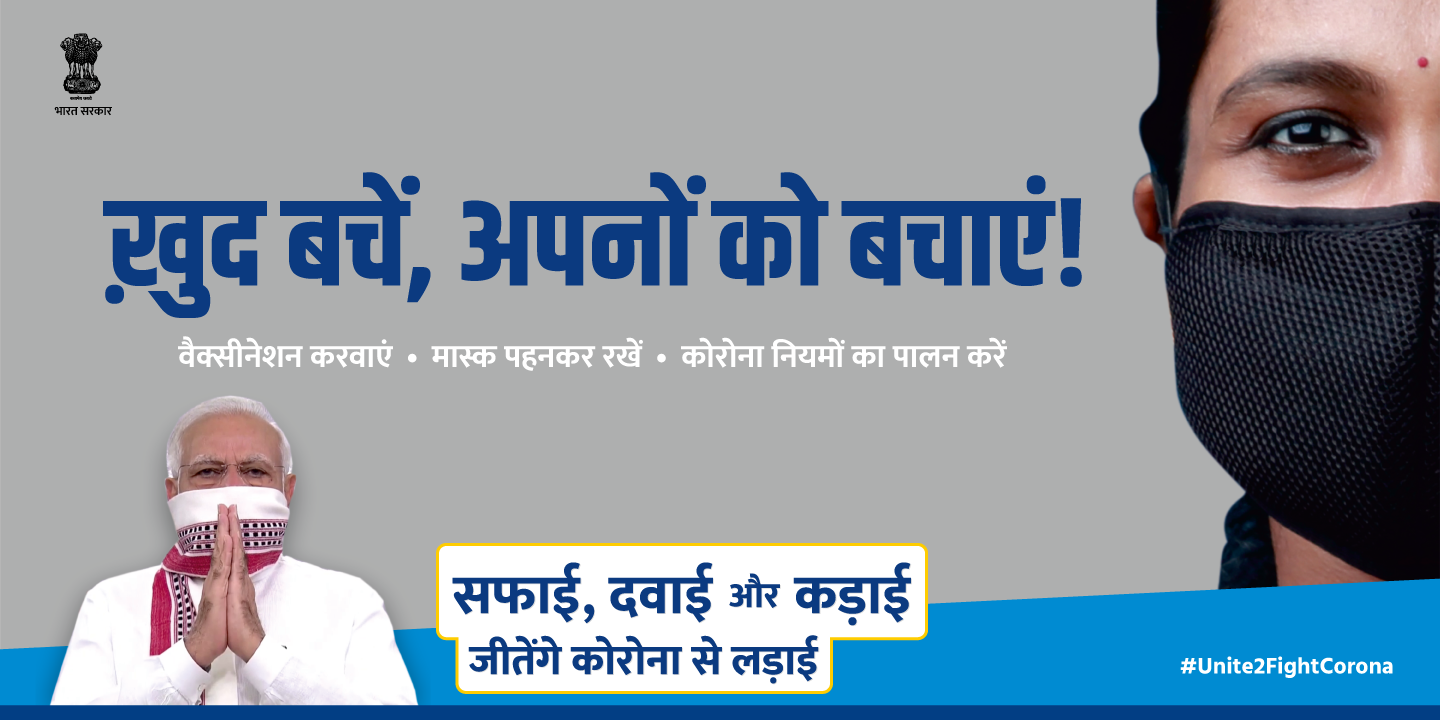 भारत सरकार
ख़ुद बचें, अपनों को बचाएं!
वैक्सीनेशन करवाएं • मास्क पहनकर रखें • कोरोना नियमों का पालन करें
सफाई, दवाई और कड़ाई
जीतेंगे कोरोना से लड़ाई
#Unite2FightCorona